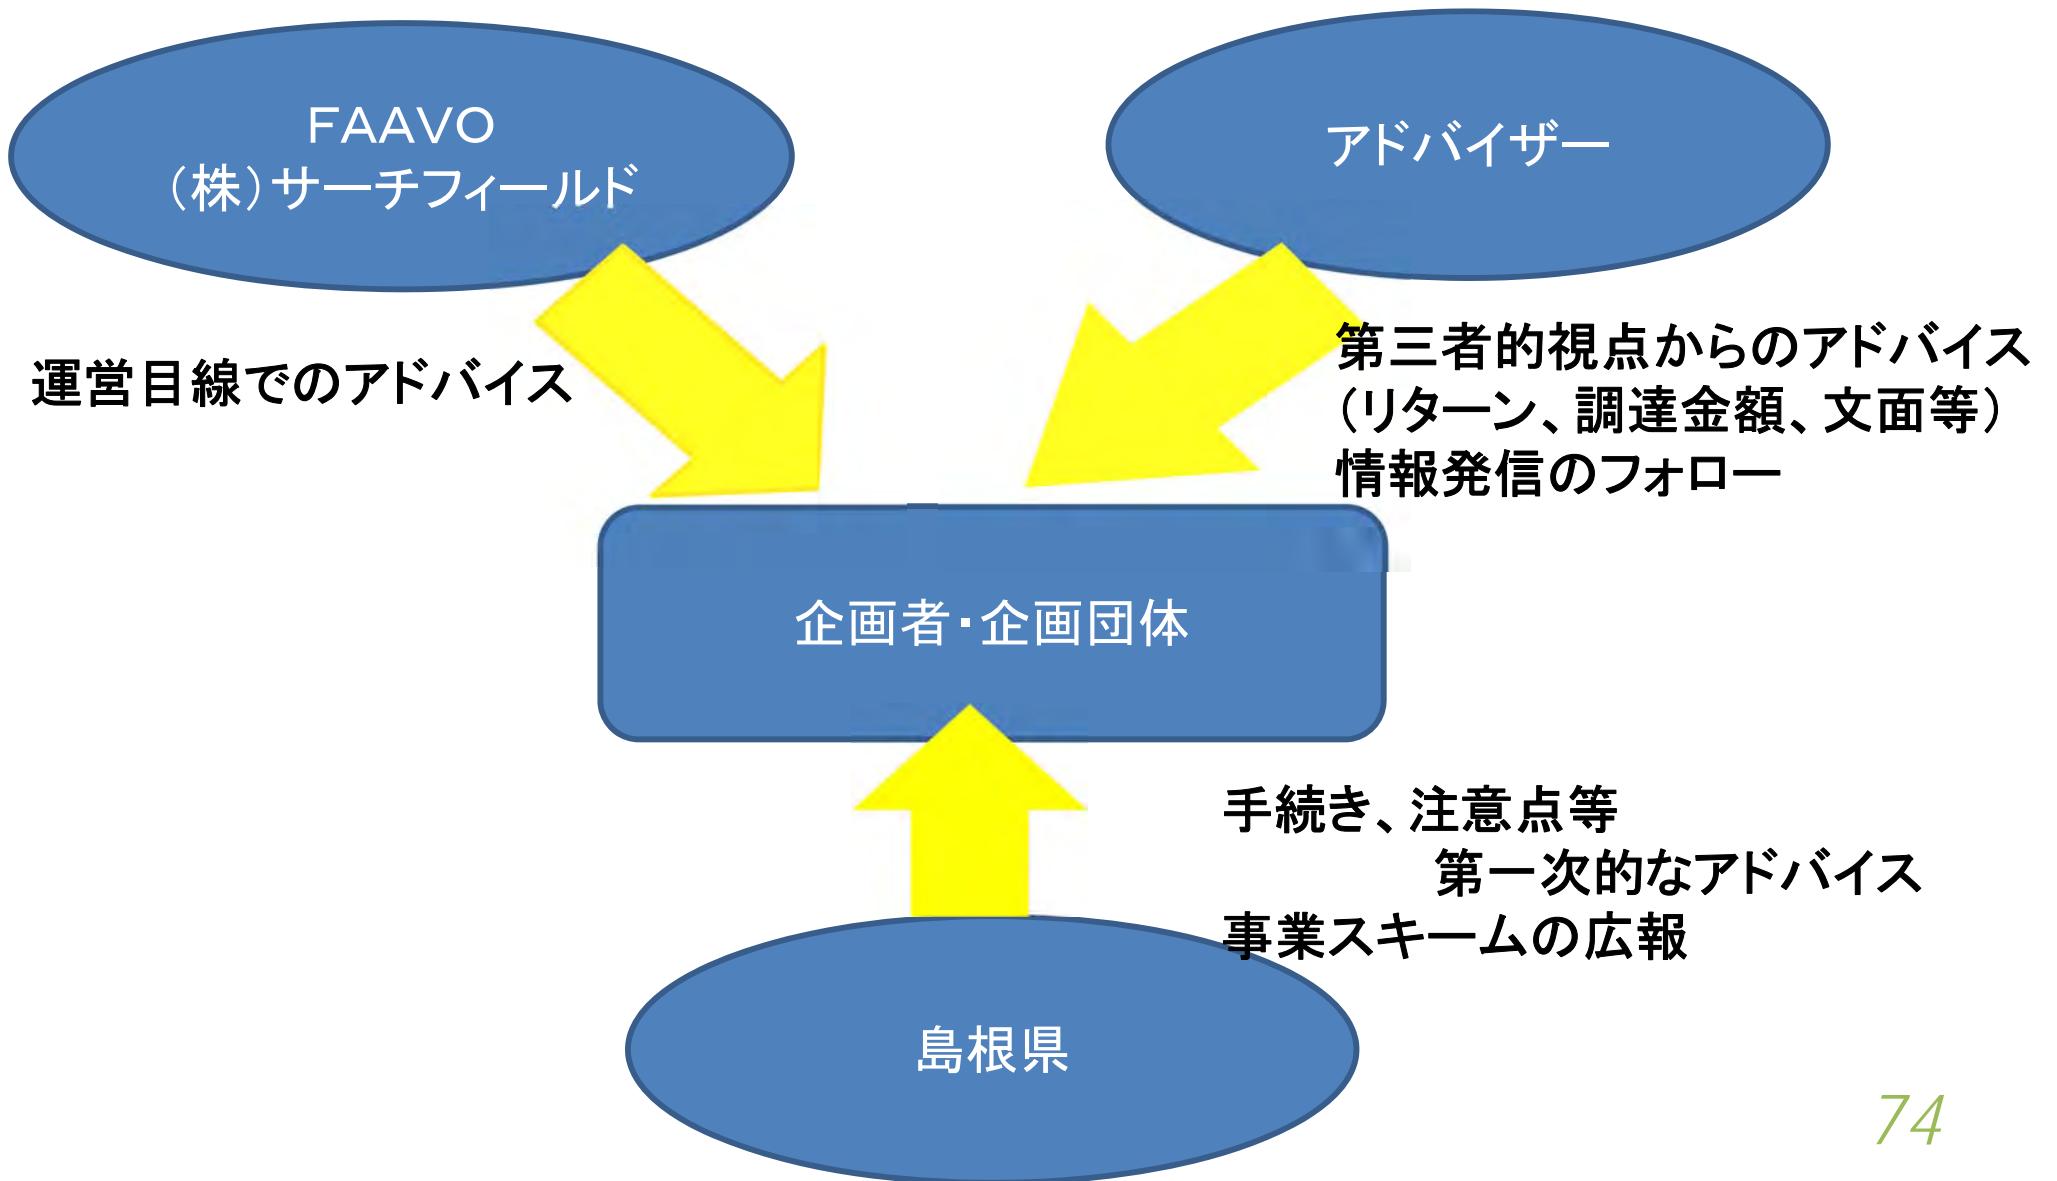 FAAVO
（株）サーチフィールド
アドバイザー
運営目線でのアドバイス
第三者的視点からのアドバイス
（リターン、調達金額、文面等）
情報発信のフォロー
企画者・企画団体
手続き、注意点等
第一次的なアドバイス
事業スキームの広報
島根県
74